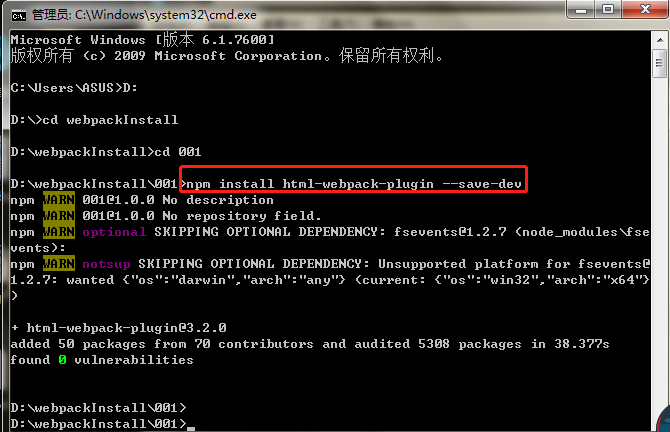 管理员: C:\Windows\system32\cmd.exe
Microsoft Windows [版本 6.1.7600]
版权所有 (c) 2009 Microsoft Corporation。保留所有权利。
C:\Users\ASUS>D:
D:\>cd webpackInstall
D:\webpackInstall>cd 001
D:\webpackInstall\001>npm install html-webpack-plugin --save-dev
npm WARN 001@1.0.0 No description
npm WARN 001@1.0.0 No repository field.
npm WARN optional SKIPPING OPTIONAL DEPENDENCY: fsevents@1.2.7 (node_modules\fse
vents):
npm WARN notsup SKIPPING OPTIONAL DEPENDENCY: Unsupported platform for fsevents@
1.2.7: wanted {"os":"darwin","arch":"any"} (current: {"os":"win32","arch":"x64"}
)
+ html-webpack-plugin@3.2.0
added 50 packages from 70 contributors and audited 5308 packages in 38.377s
found 0 vulnerabilities
D:\webpackInstall\001>
D:\webpackInstall\001>